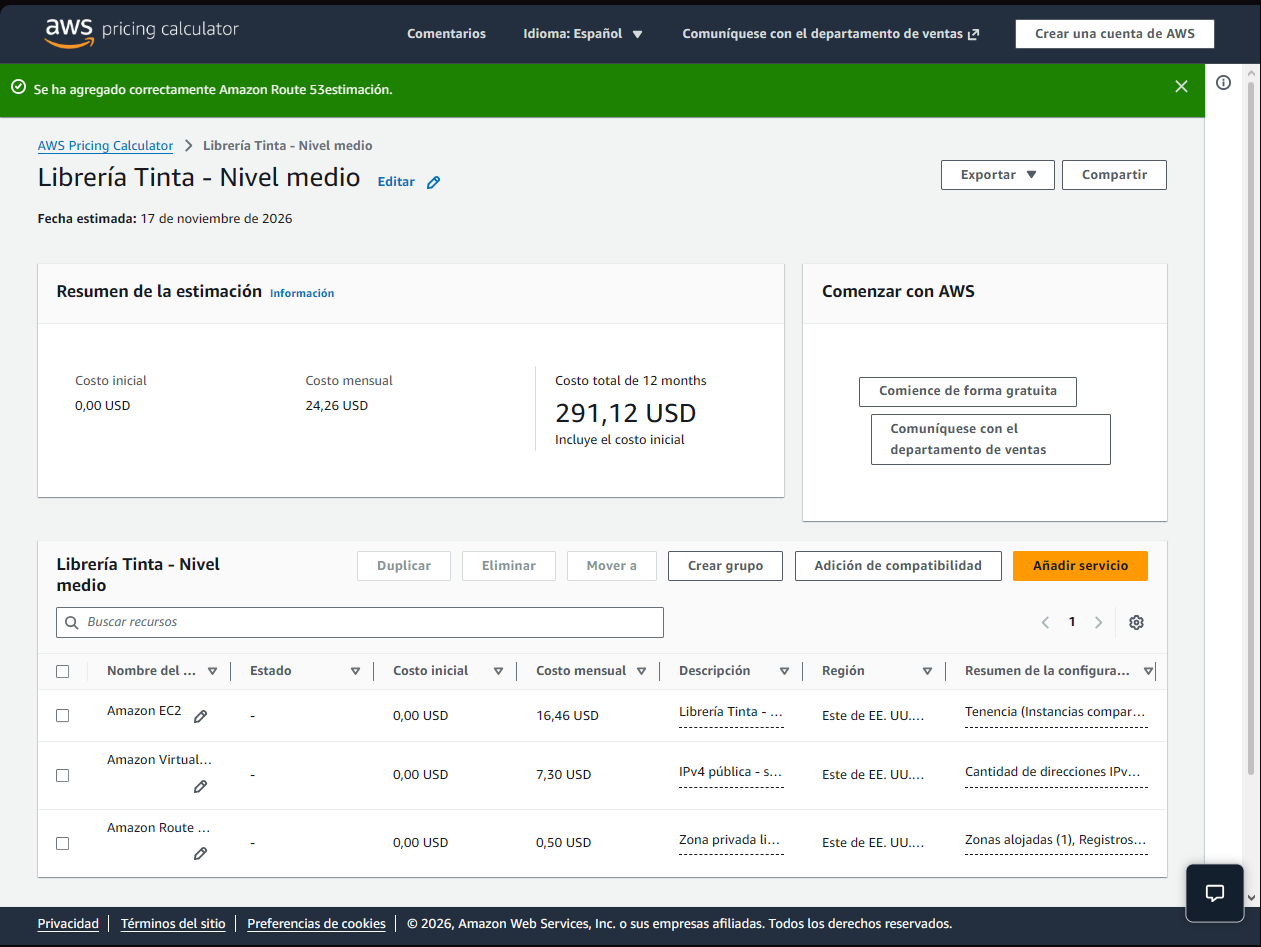 aws pricing calculator
Comentarios
Idioma: Español
Comuníquese con el departamento de ventas
Crear una cuenta de AWS
Se ha agregado correctamente Amazon Route 53estimación.
AWS Pricing Calculator
Librería Tinta - Nivel medio
Librería Tinta - Nivel medio
Editar
Exportar
Compartir
Fecha estimada: 17 de noviembre de 2026
Resumen de la estimación Información
Costo inicial
0,00 USD
Costo mensual
24,26 USD
Costo total de 12 months
291,12 USD
Incluye el costo inicial
Comenzar con AWS
Comience de forma gratuita
Comuníquese con el
departamento de ventas
Librería Tinta - Nivel
medio
Duplicar
Eliminar
Mover a
Crear grupo
Adición de compatibilidad
Añadir servicio
Buscar recursos
1
Nombre del ... Estado Costo inicial Costo mensual Descripción Región Resumen de la configura...
Amazon EC2 - 0,00 USD 16,46 USD Librería Tinta - ... Este de EE. UU.... Tenencia (Instancias compar...
Amazon Virtual... - 0,00 USD 7,30 USD IPv4 pública - s... Este de EE. UU.... Cantidad de direcciones IPv...
Amazon Route ... - 0,00 USD 0,50 USD Zona privada li... Este de EE. UU.... Zonas alojadas (1), Registros...
Privacidad
Términos del sitio
Preferencias de cookies
© 2026, Amazon Web Services, Inc. o sus empresas afiliadas. Todos los derechos reservados.